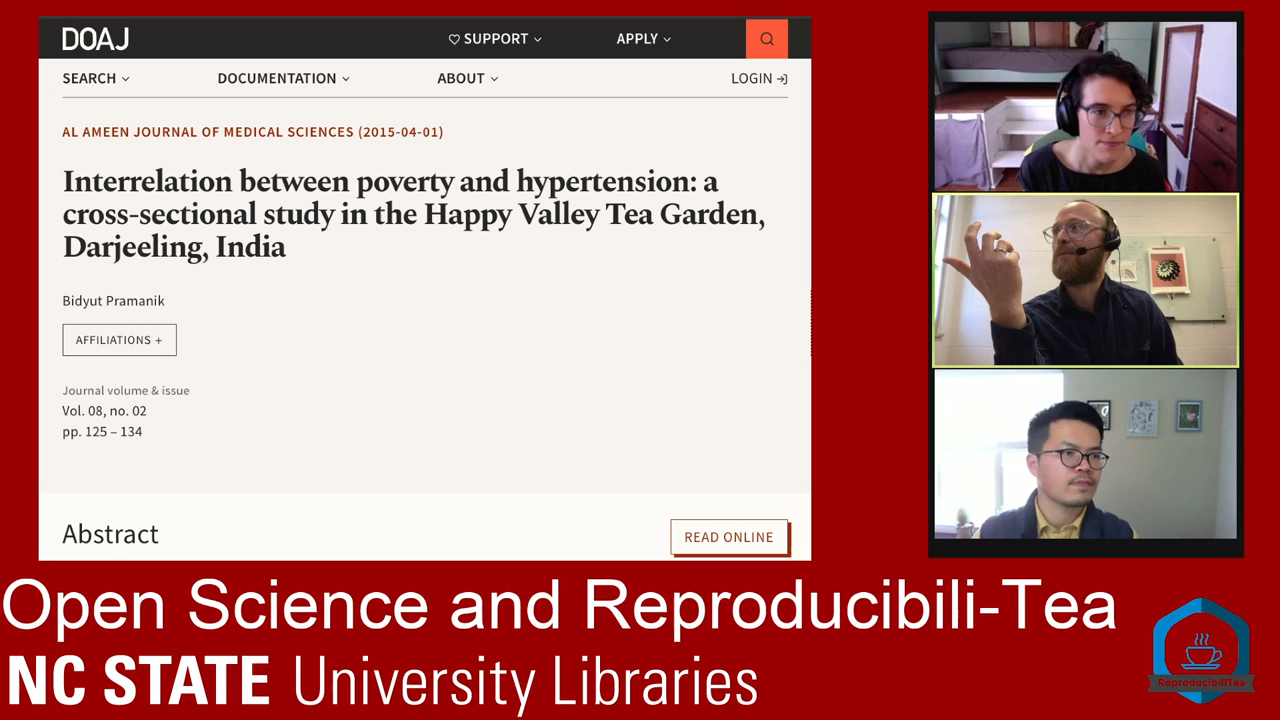 DOAJ
SUPPORT
APPLY
SEARCH
DOCUMENTATION
ABOUT
LOGIN
AL AMEEN JOURNAL OF MEDICAL SCIENCES (2015-04-01)
Interrelation between poverty and hypertension: a
cross-sectional study in the Happy Valley Tea Garden,
Darjeeling, India
Bidyut Pramanik
AFFILIATIONS +
Journal volume & issue
Vol. 08, no. 02
pp. 125 – 134
Abstract
READ ONLINE
Open Science and Reproducibili-Tea
NC STATE University Libraries
ReproducibiliTea